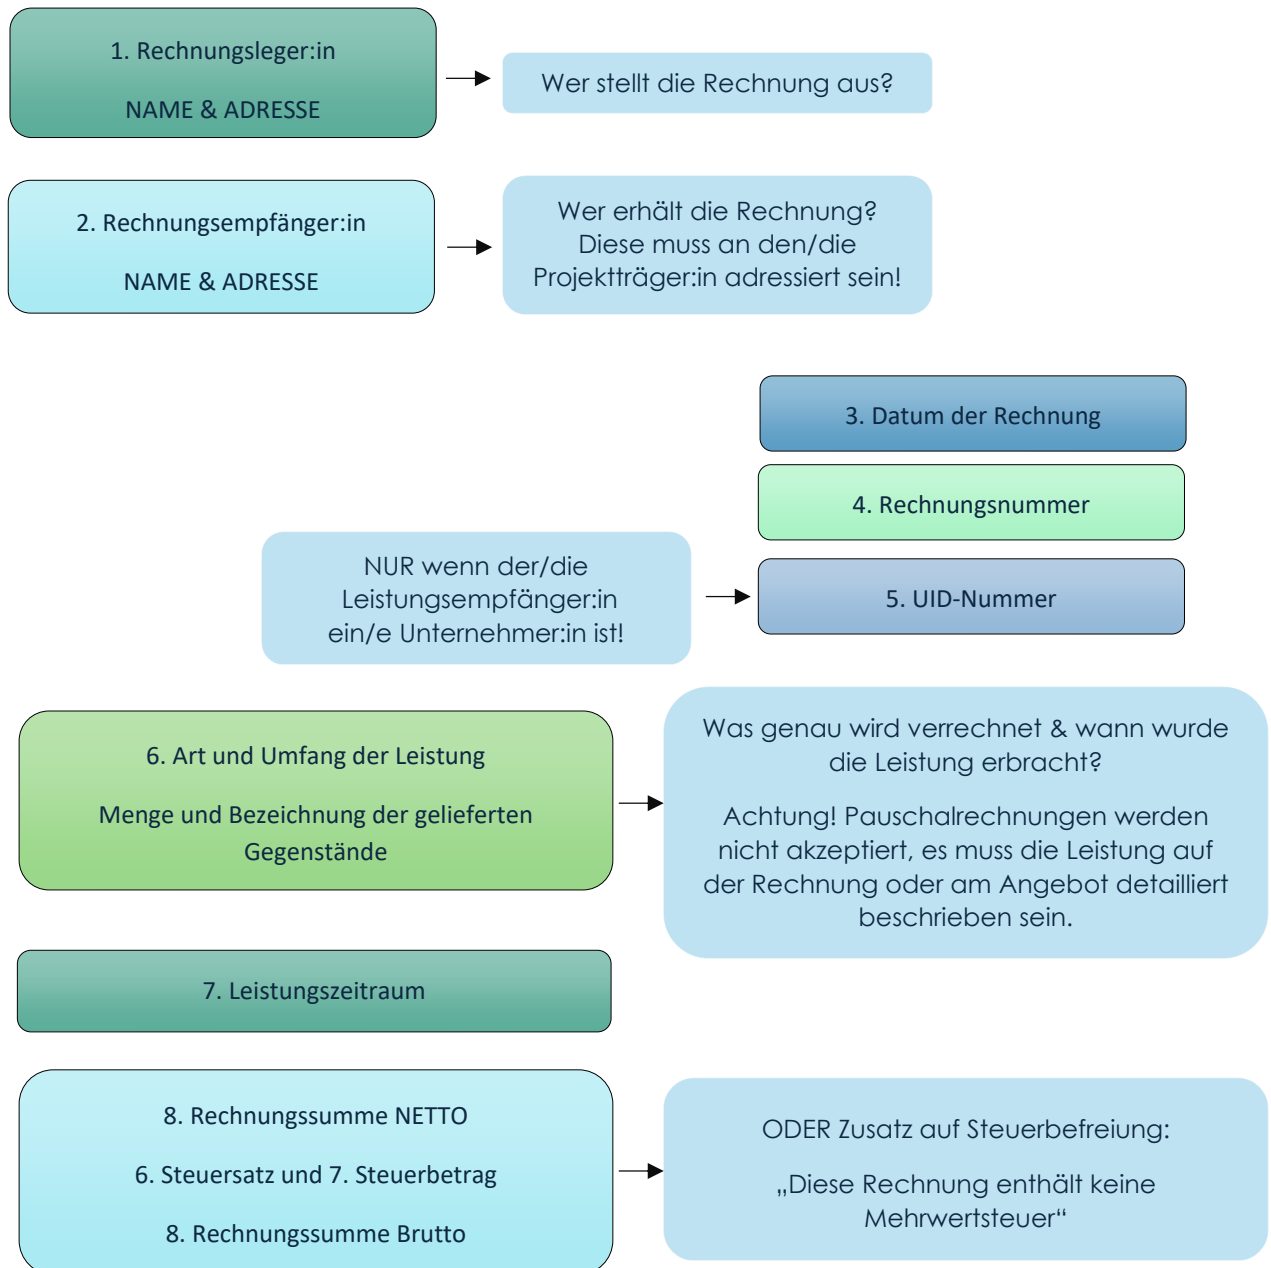 1. Rechnungsleger:in
NAME & ADRESSE
Wer stellt die Rechnung aus?
2. Rechnungsempfänger:in
NAME & ADRESSE
Wer erhält die Rechnung?
Diese muss an den/die
Projektträger:in adressiert sein!
3. Datum der Rechnung
4. Rechnungsnummer
NUR wenn der/die
Leistungsempfänger:in
ein/e Unternehmer:in ist!
5. UID-Nummer
6. Art und Umfang der Leistung
Menge und Bezeichnung der gelieferten
Gegenstände
Was genau wird verrechnet & wann wurde
die Leistung erbracht?
Achtung! Pauschalrechnungen werden
nicht akzeptiert, es muss die Leistung auf
der Rechnung oder am Angebot detailliert
beschrieben sein.
7. Leistungszeitraum
8. Rechnungssumme NETTO
6. Steuersatz und 7. Steuerbetrag
8. Rechnungssumme Brutto
ODER Zusatz auf Steuerbefreiung:
„Diese Rechnung enthält keine
Mehrwertsteuer“